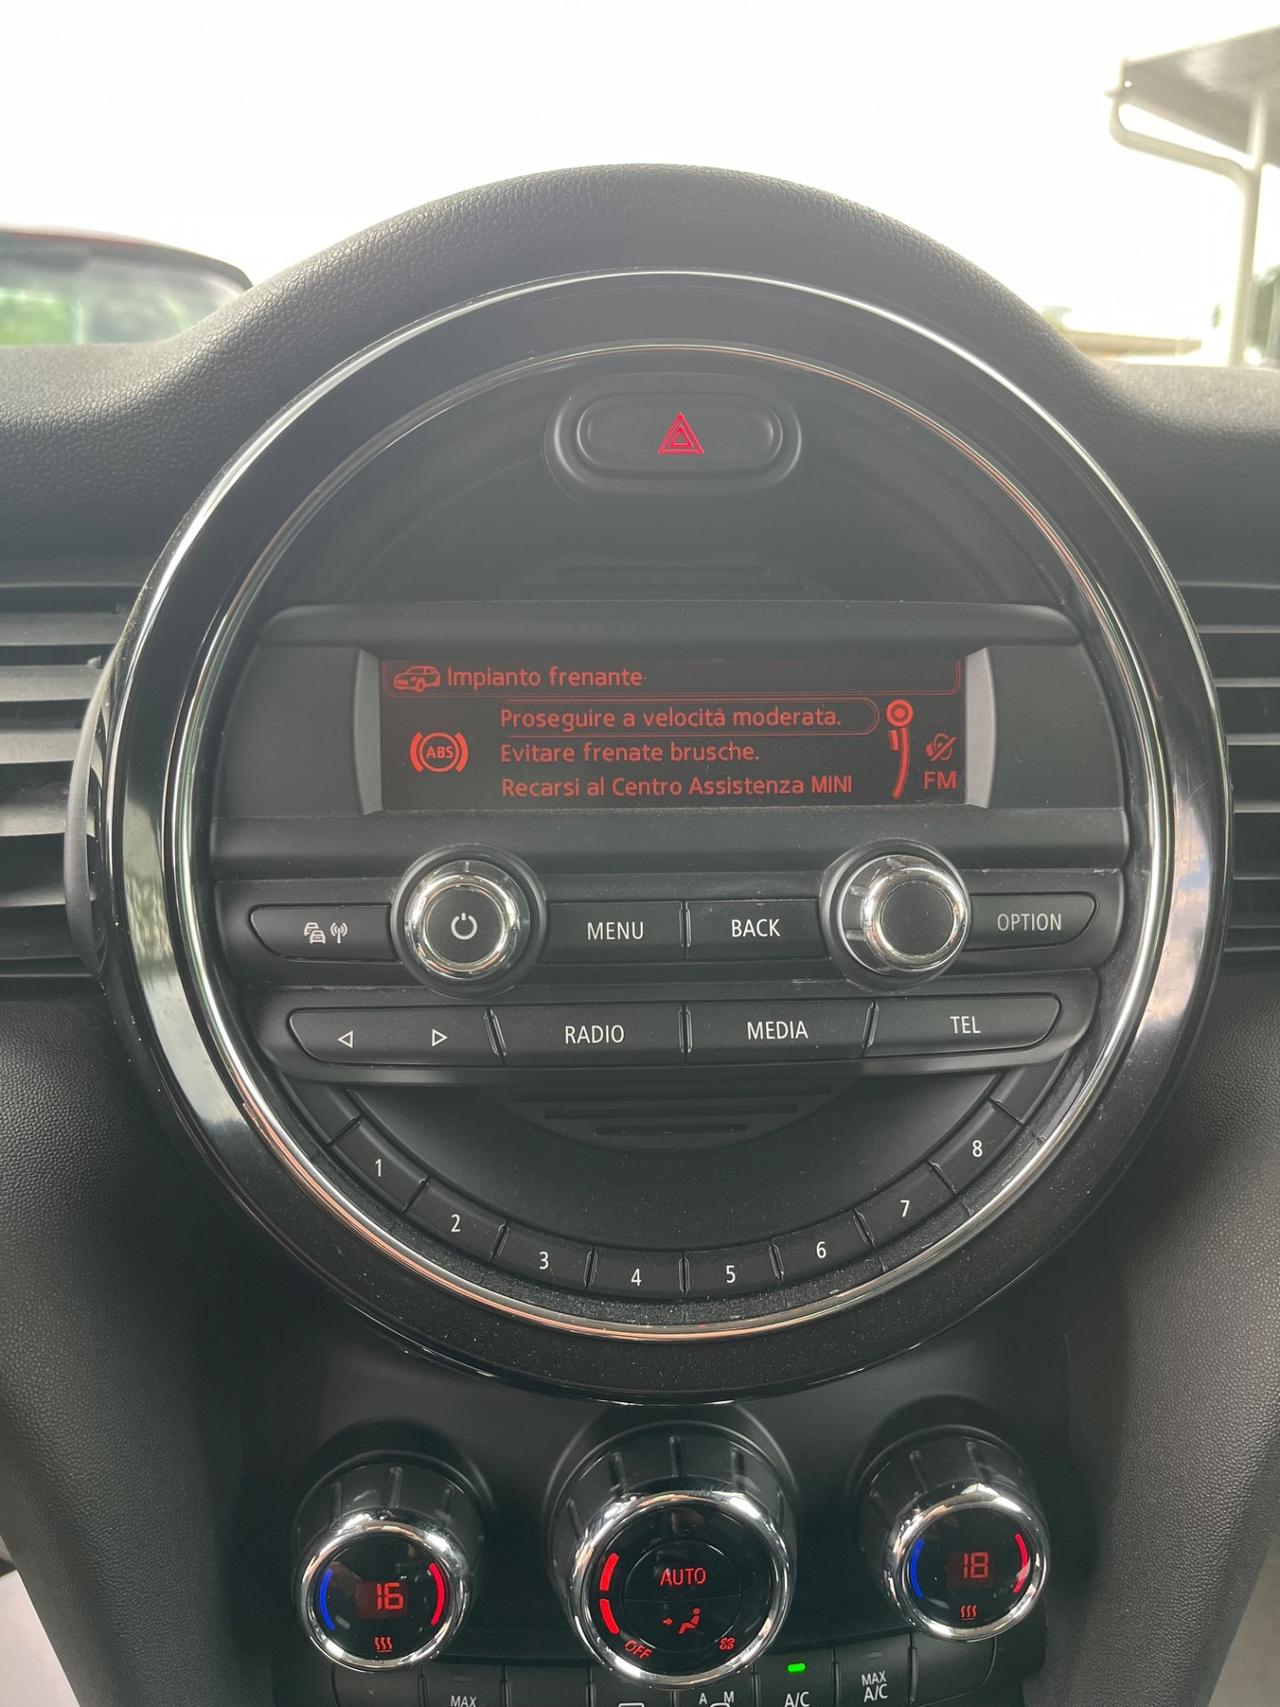 Impianto frenante
Proseguire a velocità moderata.
ABS
Evitare frenate brusche.
Recarsi al Centro Assistenza MINI
FM
MENU
BACK
OPTION
RADIO
MEDIA
TEL
1
2
3
4
5
6
7
8
16
AUTO
OFF
18
MAX
A
M
A/C
MAX
A/C